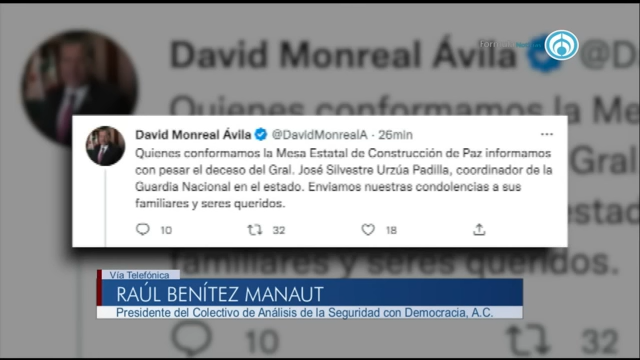 Fórmula
David Monreal Ávila @D
Quienes conformamos la Mesa
David Monreal Ávila @DavidMonrealA · 26min
Quienes conformamos la Mesa Estatal de Construcción de Paz informamos
con pesar el deceso del Gral. José Silvestre Urzúa Padilla, coordinador de la
Guardia Nacional en el estado. Enviamos nuestras condolencias a sus
familiares y seres queridos.
10 32 18
Gral.
estado
familiares y seres queridos.
Vía Telefónica
RAÚL BENÍTEZ MANAUT
Presidente del Colectivo de Análisis de la Seguridad con Democracia, A.C.
10 32